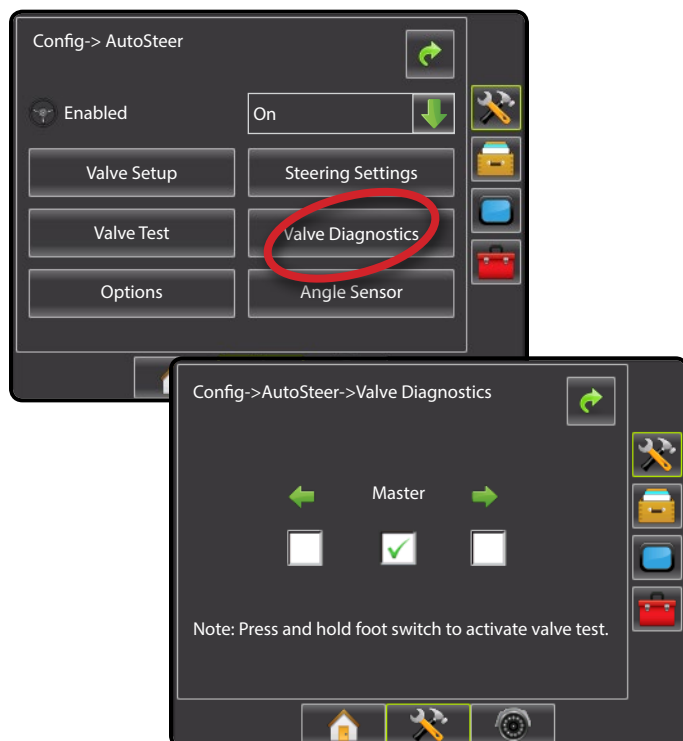 Config-> AutoSteer
Enabled
On
Valve Setup
Steering Settings
Valve Test
Valve Diagnostics
Options
Angle Sensor
Config->AutoSteer->Valve Diagnostics
Master
Note: Press and hold foot switch to activate valve test.